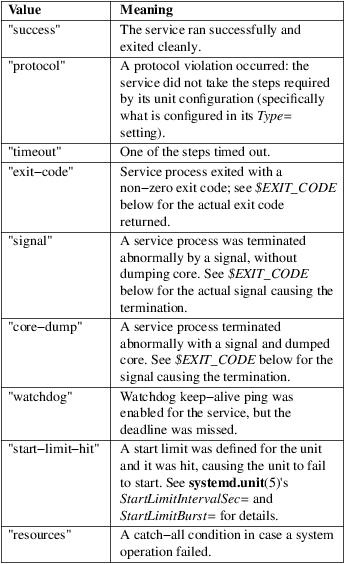 Value Meaning
"success" The service ran successfully and
exited cleanly.
"protocol" A protocol violation occurred: the
service did not take the steps required
by its unit configuration (specifically
what is configured in its Type=
setting).
"timeout" One of the steps timed out.
"exit−code" Service process exited with a
non−zero exit code; see $EXIT_CODE
below for the actual exit code
returned.
"signal" A service process was terminated
abnormally by a signal, without
dumping core. See $EXIT_CODE
below for the actual signal causing the
termination.
"core−dump" A service process terminated
abnormally with a signal and dumped
core. See $EXIT_CODE below for the
signal causing the termination.
"watchdog" Watchdog keep−alive ping was
enabled for the service, but the
deadline was missed.
"start−limit−hit" A start limit was defined for the unit
and it was hit, causing the unit to fail
to start. See systemd.unit(5)'s
StartLimitIntervalSec= and
StartLimitBurst= for details.
"resources" A catch−all condition in case a system
operation failed.